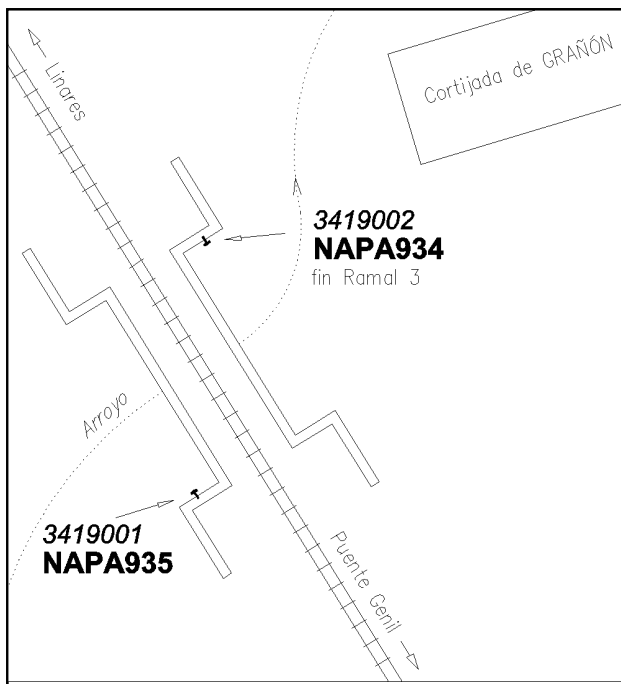 Linares
Cortijada de GRAÑÓN
3419002
NAPA934
fin Ramal 3
Arroyo
3419001
NAPA935
Puente Genil